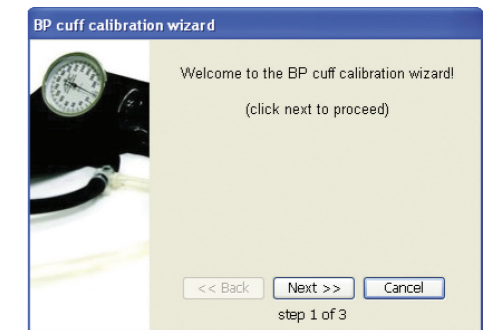 BP cuff calibration wizard
Welcome to the BP cuff calibration wizard!
(click next to proceed)
<< Back Next >> Cancel
step 1 of 3